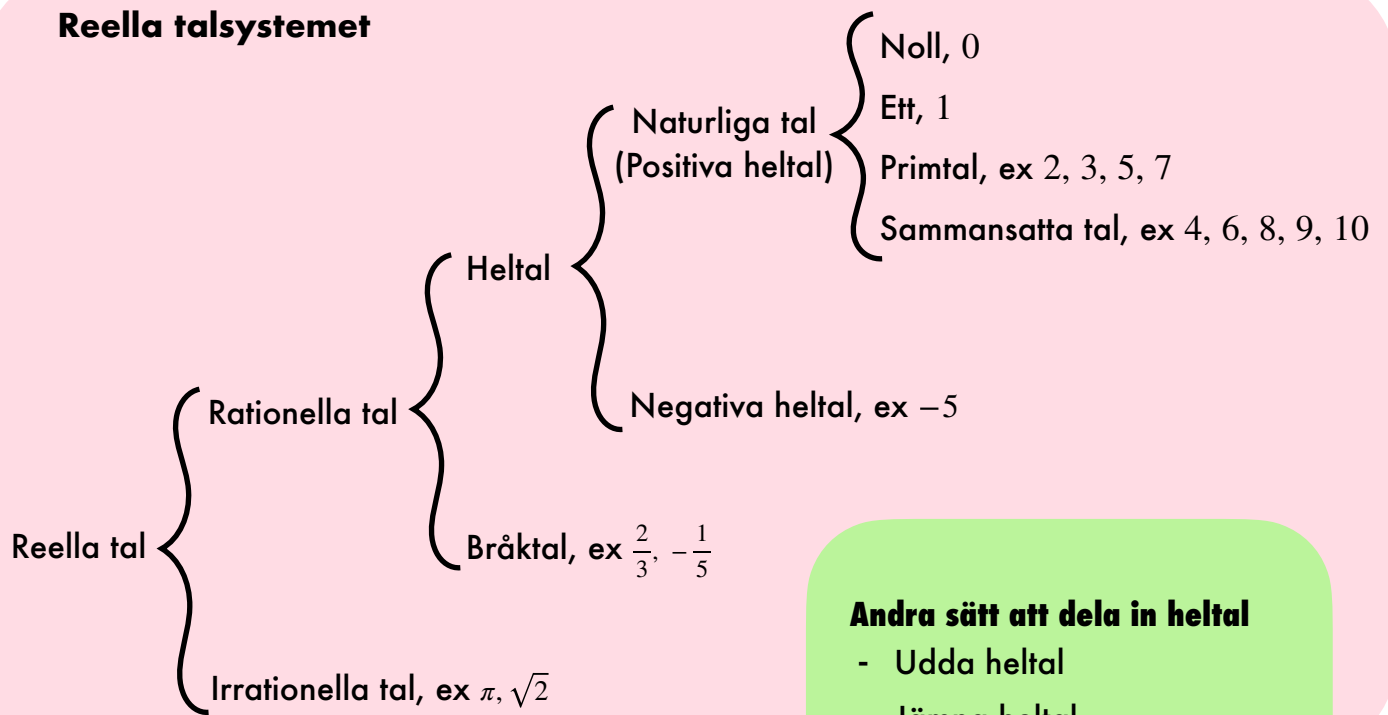 Reella talsystemet
Noll, 0
Ett, 1
Naturliga tal
(Positiva heltal)
Primtal, ex 2, 3, 5, 7
Sammansatta tal, ex 4, 6, 8, 9, 10
Heltal
Negativa heltal, ex −5
Rationella tal
Bråktal, ex 2/3, −1/5
Reella tal
Irrationella tal, ex π, √2
Andra sätt att dela in heltal
- Udda heltal
- Jämna heltal